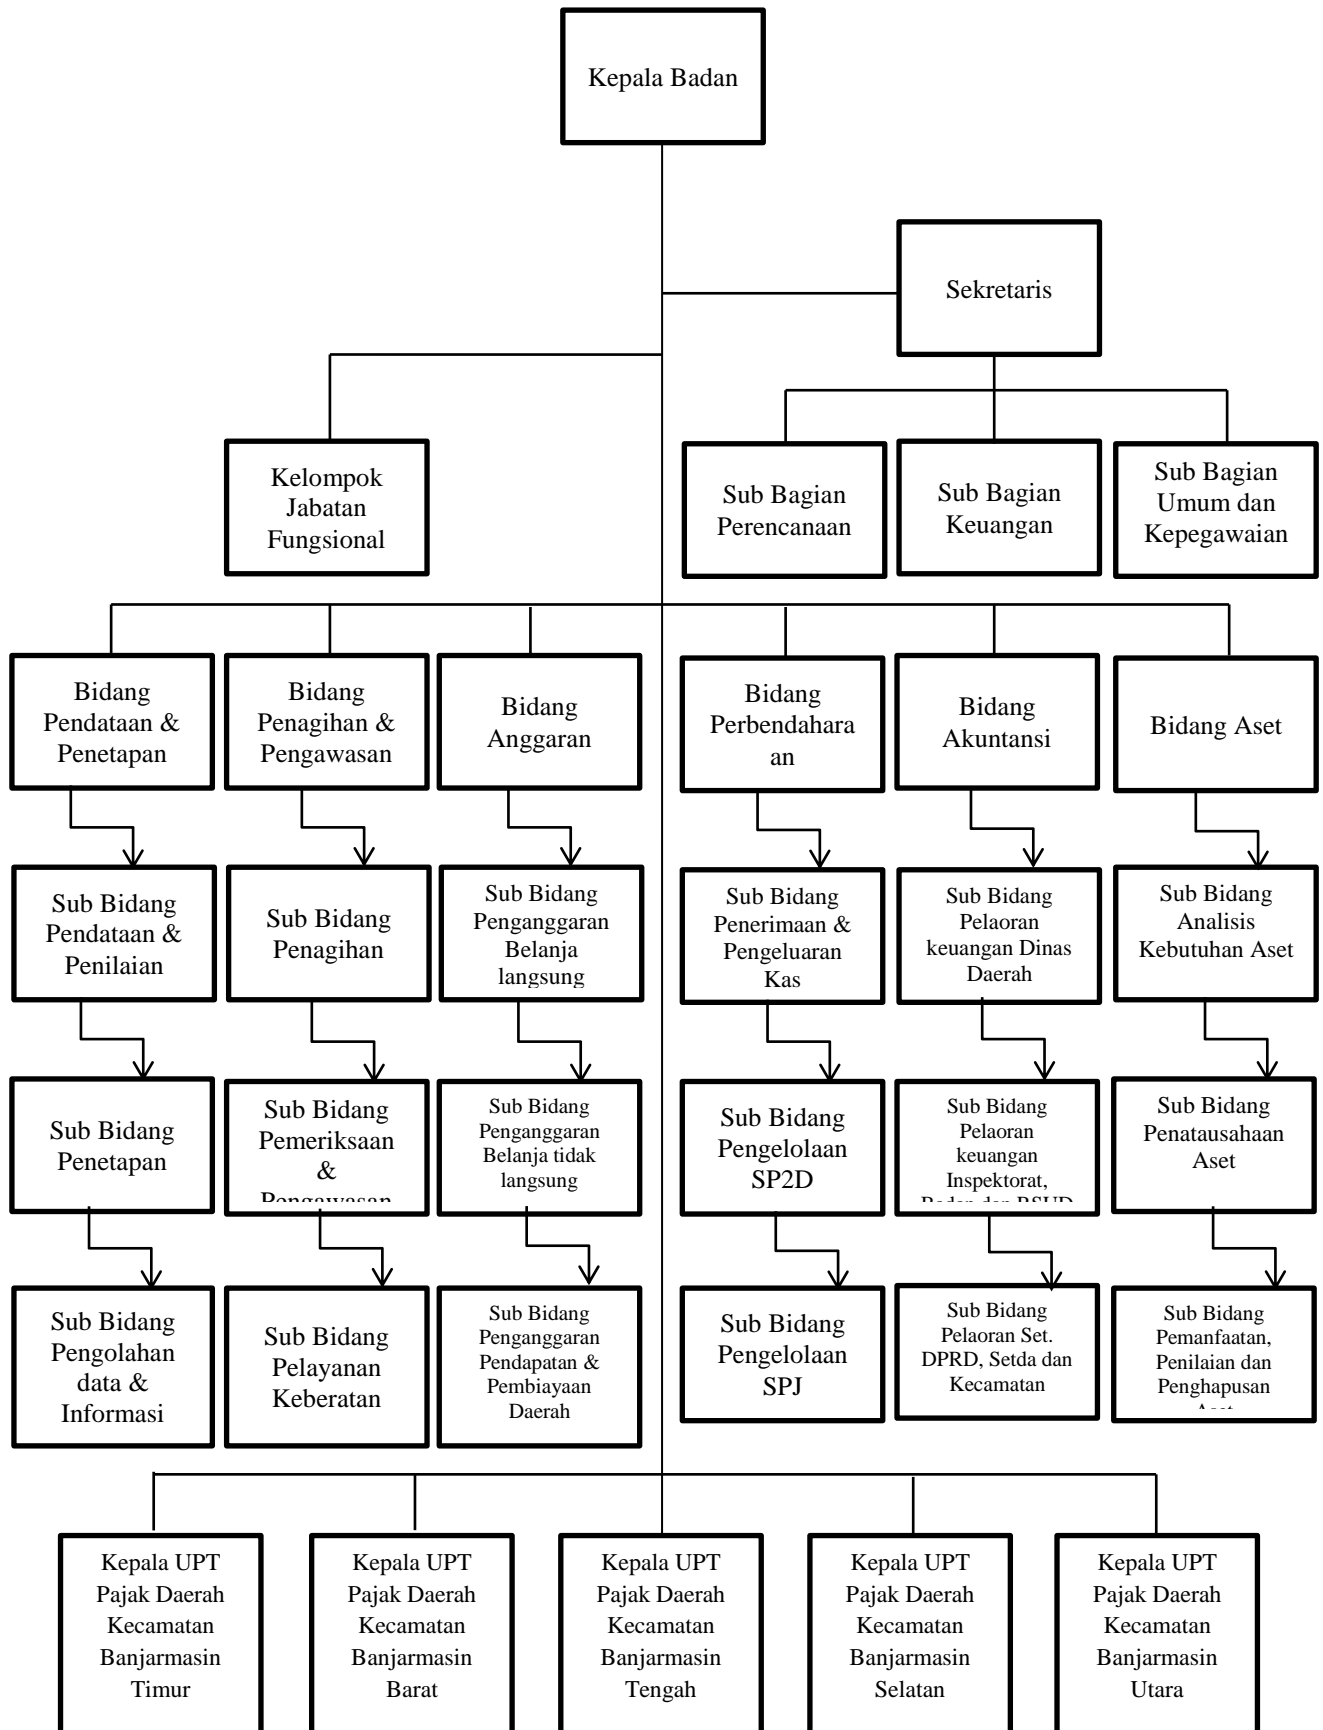 Kepala Badan
Sekretaris
Kelompok
Jabatan
Fungsional
Sub Bagian
Perencanaan
Sub Bagian
Keuangan
Sub Bagian
Umum dan
Kepegawaian
Bidang
Pendataan &
Penetapan
Bidang
Penagihan &
Pengawasan
Bidang
Anggaran
Bidang
Perbendahara
an
Bidang
Akuntansi
Bidang Aset
Sub Bidang
Pendataan &
Penilaian
Sub Bidang
Penagihan
Sub Bidang
Penganggaran
Belanja
langsung
Sub Bidang
Penerimaan &
Pengeluaran
Kas
Sub Bidang
Pelaoran
keuangan Dinas
Daerah
Sub Bidang
Analisis
Kebutuhan Aset
Sub Bidang
Penetapan
Sub Bidang
Pemeriksaan
&
Pengawasan
Sub Bidang
Penganggaran
Belanja tidak
langsung
Sub Bidang
Pengelolaan
SP2D
Sub Bidang
Pelaoran
keuangan
Inspektorat,
Badan dan RSUD
Sub Bidang
Penatausahaan
Aset
Sub Bidang
Pengolahan
data &
Informasi
Sub Bidang
Pelayanan
Keberatan
Sub Bidang
Penganggaran
Pendapatan &
Pembiayaan
Daerah
Sub Bidang
Pengelolaan
SPJ
Sub Bidang
Pelaoran Set.
DPRD, Setda dan
Kecamatan
Sub Bidang
Pemanfaatan,
Penilaian dan
Penghapusan
Aset
Kepala UPT
Pajak Daerah
Kecamatan
Banjarmasin
Timur
Kepala UPT
Pajak Daerah
Kecamatan
Banjarmasin
Barat
Kepala UPT
Pajak Daerah
Kecamatan
Banjarmasin
Tengah
Kepala UPT
Pajak Daerah
Kecamatan
Banjarmasin
Selatan
Kepala UPT
Pajak Daerah
Kecamatan
Banjarmasin
Utara